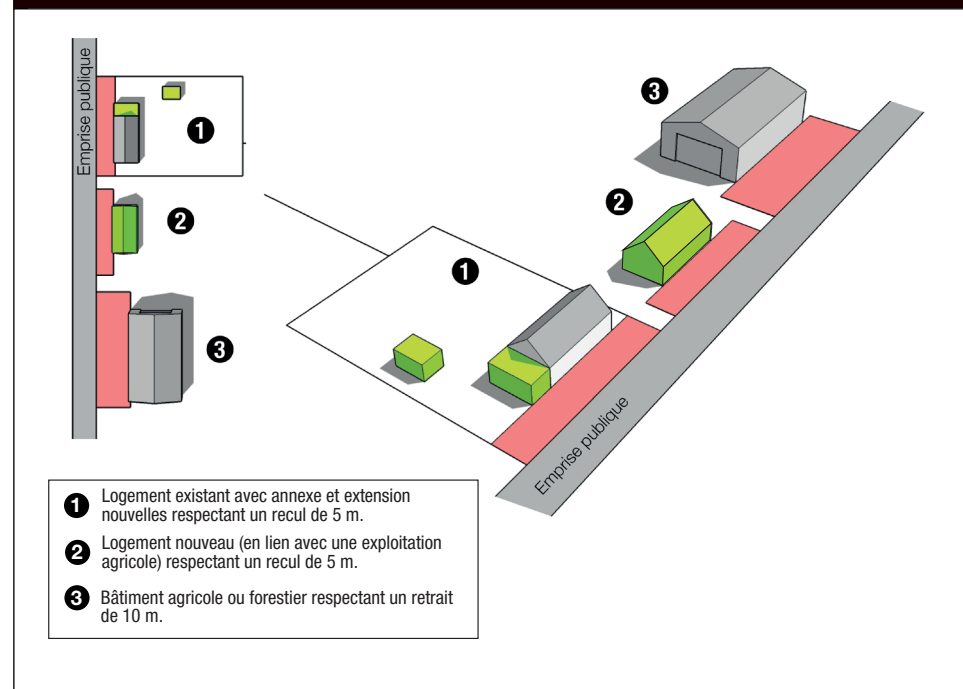 Emprise publique
1
2
3
3
2
1
Emprise publique
1 Logement existant avec annexe et extension
nouvelles respectant un recul de 5 m.
2 Logement nouveau (en lien avec une exploitation
agricole) respectant un recul de 5 m.
3 Bâtiment agricole ou forestier respectant un retrait
de 10 m.